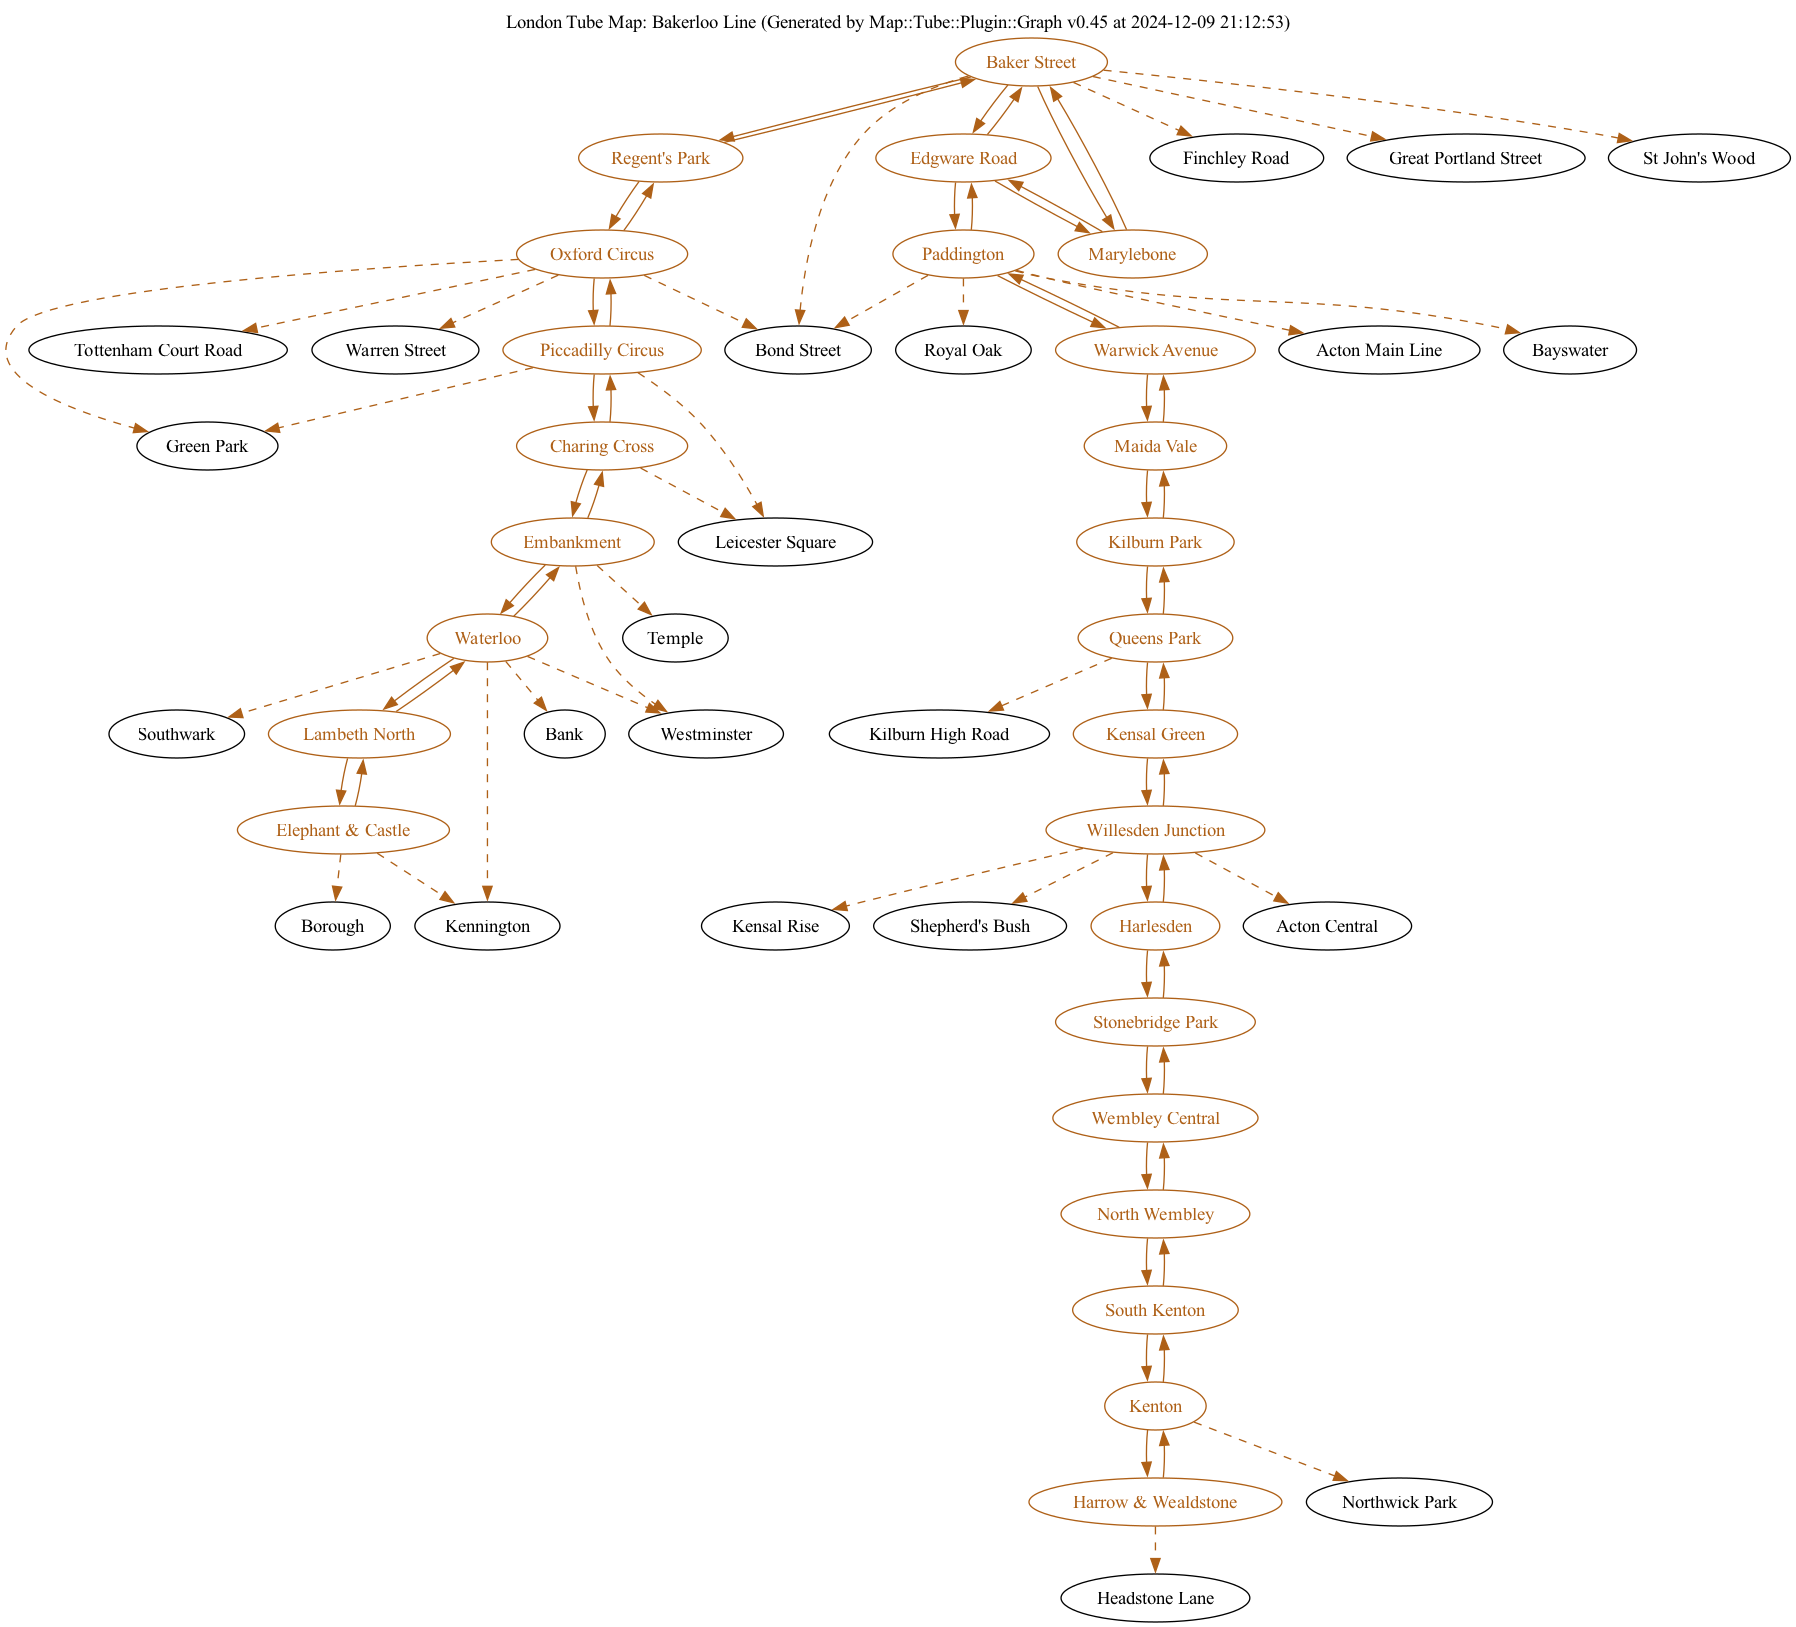 London Tube Map: Bakerloo Line (Generated by Map::Tube::Plugin::Graph v0.45 at 2024-12-09 21:12:53)
Baker Street
Regent's Park
Edgware Road
Finchley Road
Great Portland Street
St John's Wood
Oxford Circus
Paddington
Marylebone
Tottenham Court Road
Warren Street
Piccadilly Circus
Bond Street
Royal Oak
Warwick Avenue
Acton Main Line
Bayswater
Green Park
Charing Cross
Maida Vale
Embankment
Leicester Square
Kilburn Park
Waterloo
Temple
Queens Park
Southwark
Lambeth North
Bank
Westminster
Kilburn High Road
Kensal Green
Elephant & Castle
Willesden Junction
Borough
Kennington
Kensal Rise
Shepherd's Bush
Harlesden
Acton Central
Stonebridge Park
Wembley Central
North Wembley
South Kenton
Kenton
Harrow & Wealdstone
Northwick Park
Headstone Lane